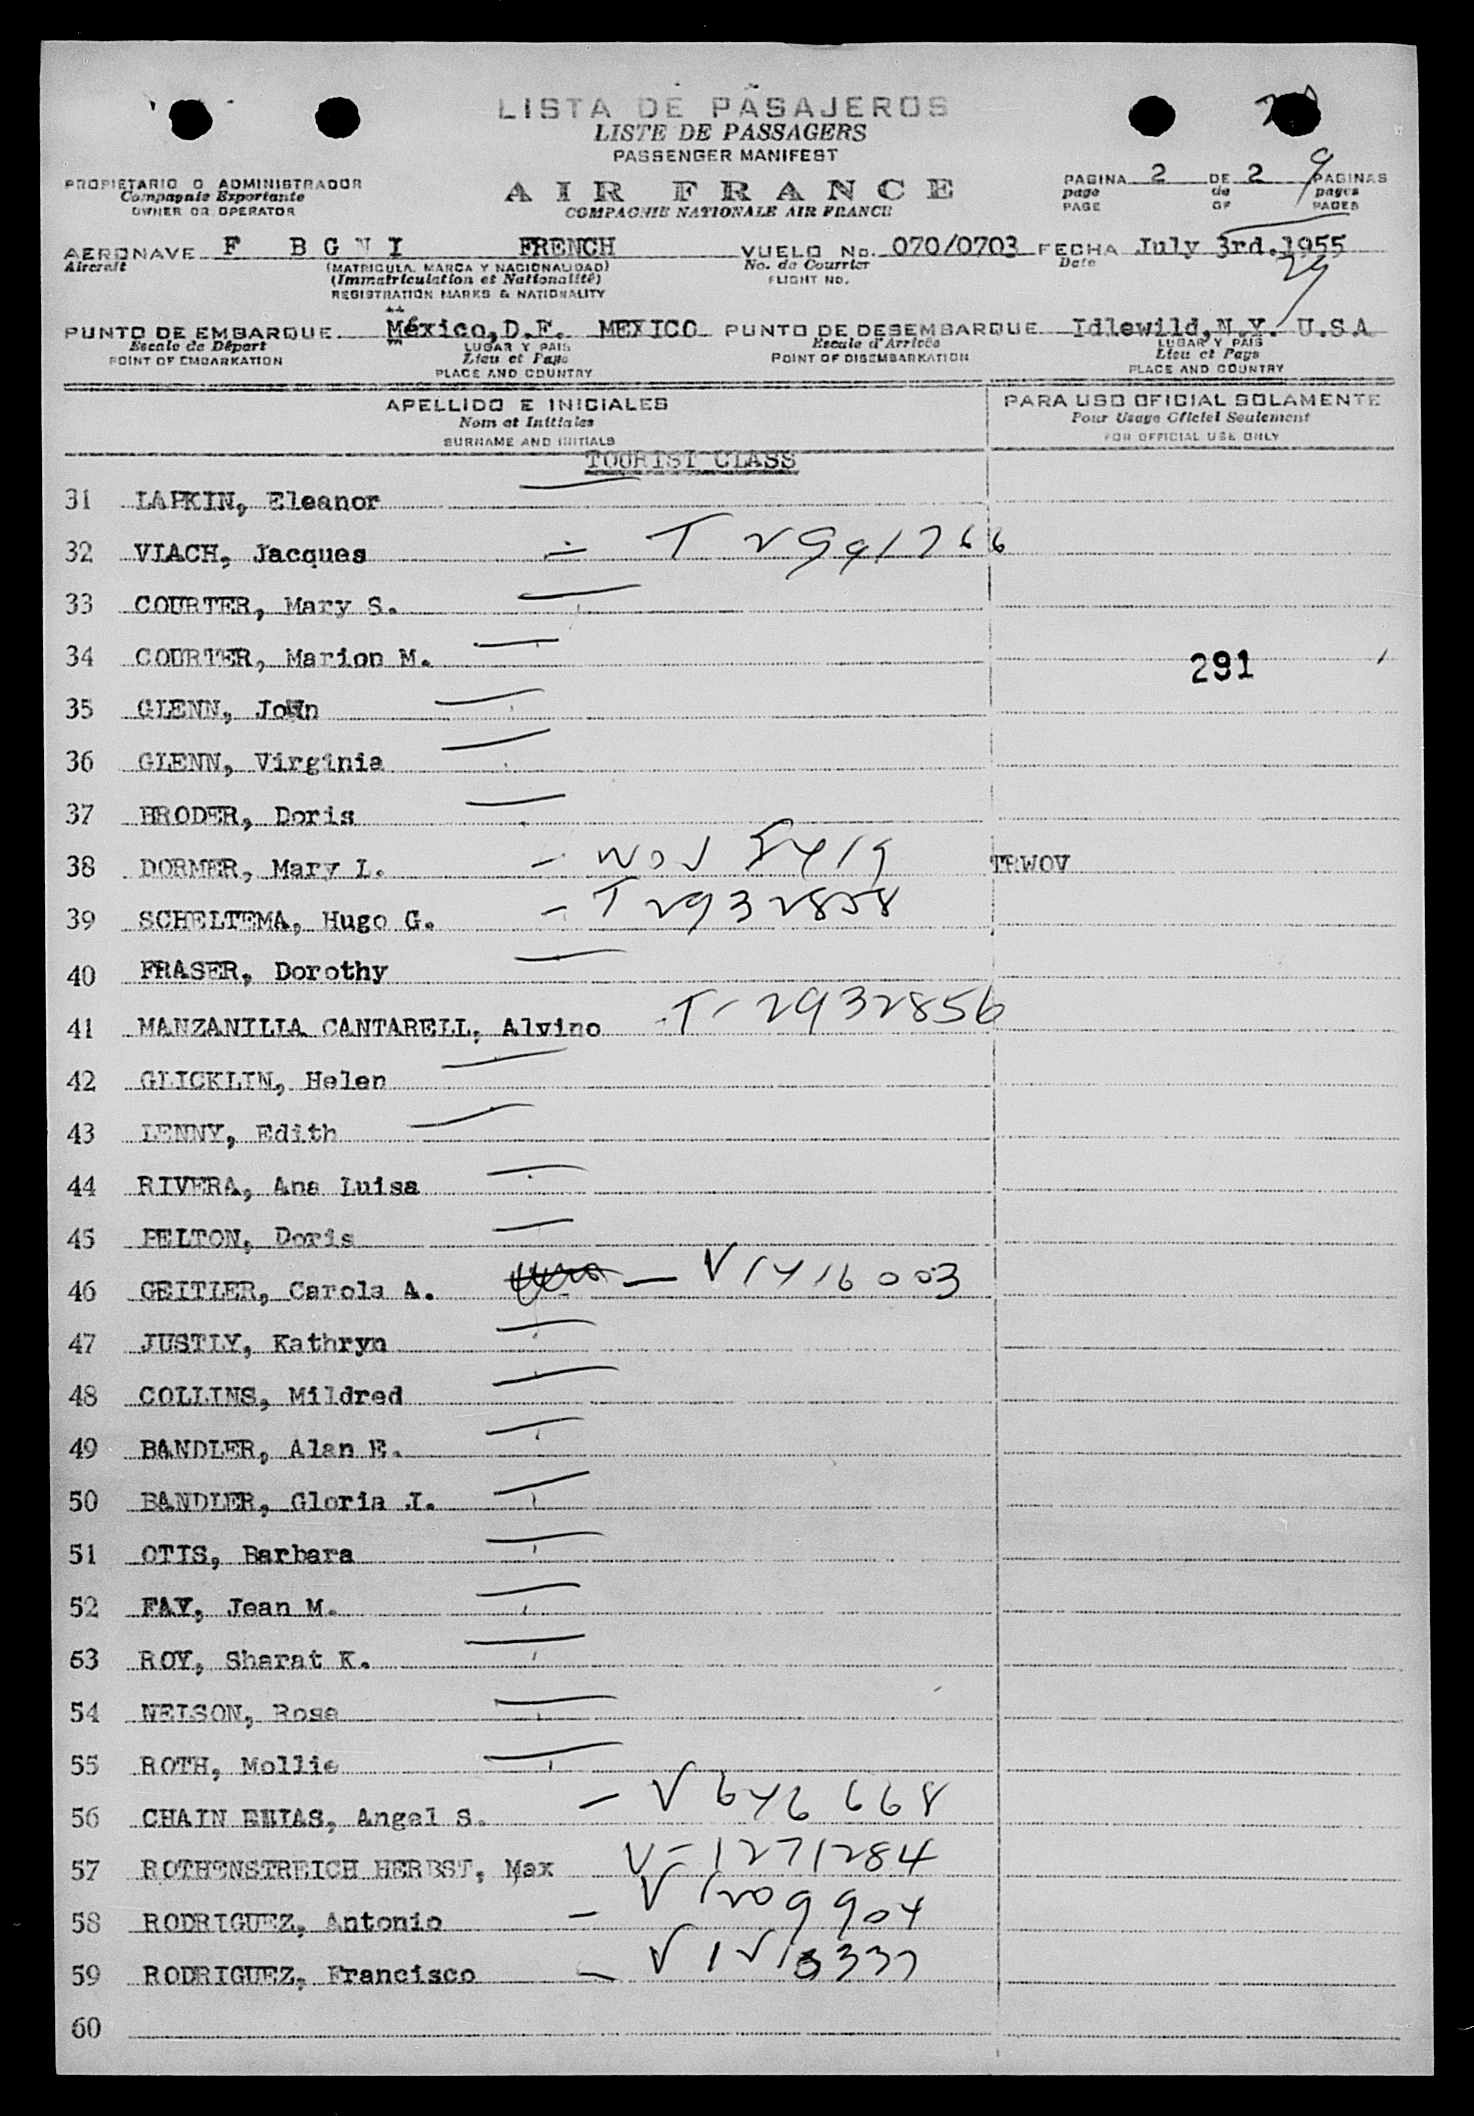 LISTA DE PASAJEROS
LISTE DE PASSAGERS
PASSENGER MANIFEST
PROPIETARIO O ADMINISTRADOR
Compagnie Exportante
OWNER OR OPERATOR
AIR FRANCE
COMPAGNIE NATIONALE AIR FRANCE
PAGINA 2 DE 2 PAGINAS
page de pages
PAGE OF PAGES
9
AERONAVE F BGNI FRENCH VUELO No. 070/0703 FECHA July 3rd.1955
Aircraft (MATRICULA. MARCA Y NACIONALIDAD) No. de Courrier Date
(Immatriculation et Nationalité) FLIGHT NO.
REGISTRATION MARKS & NATIONALITY
29
PUNTO DE EMBARQUE México,D.F. MEXICO PUNTO DE DESEMBARQUE Idlewild,N.Y. U.S.A
Escale de Départ LUGAR Y PAIS Escale d'Arrivée LUGAR Y PAIS
POINT OF EMBARKATION Lieu et Pays POINT OF DISEMBARKATION Lieu et Pays
PLACE AND COUNTRY PLACE AND COUNTRY
APELLIDO E INICIALES PARA USO OFICIAL SOLAMENTE
Nom et Initiales Pour Usage Officiel Seulement
SURNAME AND INITIALS FOR OFFICIAL USE ONLY
TOURIST CLASS
31 LAPKIN, Eleanor
32 VIACH, Jacques T 2991766
33 COURTER, Mary S.
34 COURTER, Marion M. 291
35 GLENN, John
36 GLENN, Virginia
37 BRODER, Doris
38 DORMER, Mary L. 8419 TRWOV
39 SCHELTEMA, Hugo G. T 2932858
40 FRASER, Dorothy
41 MANZANILLA CANTARELL, Alvino T-2932856
42 GLICKLIN, Helen
43 LENNY, Edith
44 RIVERA, Ana Luisa
45 PELTON, Doris
46 GEITLER, Carola A. V1416003
47 JUSTLY, Kathryn
48 COLLINS, Mildred
49 BANDLER, Alan E.
50 BANDLER, Gloria J.
51 OTIS, Barbara
52 FAY, Jean M.
53 ROY, Sharat K.
54 NELSON, Rose
55 ROTH, Mollie
56 CHAIN EHIAS, Angel S. V 646668
57 ROTHENSTREICH HERBST, Max V-1271284
58 RODRIGUEZ, Antonio V 1209904
59 RODRIGUEZ, Francisco
60